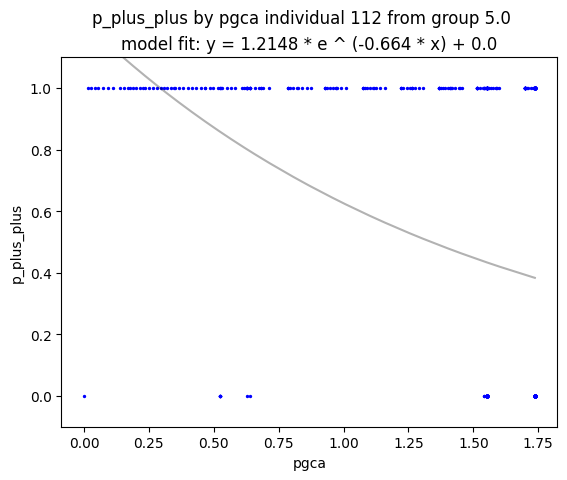 p_plus_plus by pgca individual 112 from group 5.0
model fit: y = 1.2148 * e ^ (-0.664 * x) + 0.0
1.0
0.8
0.6
0.4
0.2
0.0
p_plus_plus
0.00 0.25 0.50 0.75 1.00 1.25 1.50 1.75
pgca